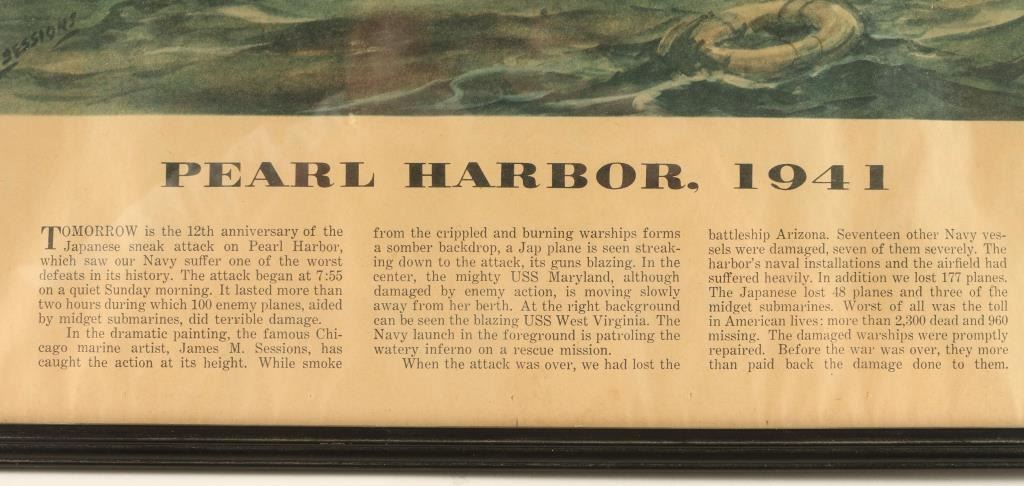 SESSIONS
PEARL HARBOR, 1941
TOMORROW is the 12th anniversary of the
Japanese sneak attack on Pearl Harbor,
which saw our Navy suffer one of the worst
defeats in its history. The attack began at 7:55
on a quiet Sunday morning. It lasted more than
two hours during which 100 enemy planes, aided
by midget submarines, did terrible damage.
In the dramatic painting, the famous Chi-
cago marine artist, James M. Sessions, has
caught the action at its height. While smoke
from the crippled and burning warships forms
a somber backdrop, a Jap plane is seen streak-
ing down to the attack, its guns blazing. In the
center, the mighty USS Maryland, although
damaged by enemy action, is moving slowly
away from her berth. At the right background
can be seen the blazing USS West Virginia. The
Navy launch in the foreground is patroling the
watery inferno on a rescue mission.
When the attack was over, we had lost the
battleship Arizona. Seventeen other Navy ves-
sels were damaged, seven of them severely. The
harbor's naval installations and the airfield had
suffered heavily. In addition we lost 177 planes.
The Japanese lost 48 planes and three of the
midget submarines. Worst of all was the toll
in American lives: more than 2,300 dead and 960
missing. The damaged warships were promptly
repaired. Before the war was over, they more
than paid back the damage done to them.